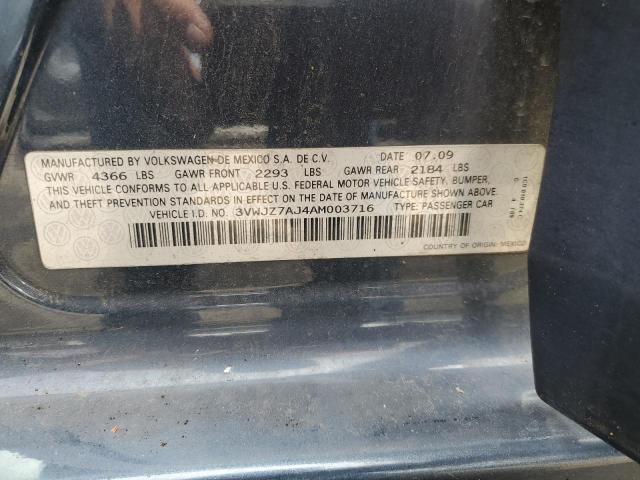 MANUFACTURED BY VOLKSWAGEN DE MEXICO S.A. DE C.V. DATE 07.09
GVWR 4366 LBS GAWR FRONT 2293 LBS GAWR REAR 2184 LBS
THIS VEHICLE CONFORMS TO ALL APPLICABLE U.S. FEDERAL MOTOR VEHICLE SAFETY, BUMPER,
AND THEFT PREVENTION STANDARDS IN EFFECT ON THE DATE OF MANUFACTURE SHOWN ABOVE.
VEHICLE I.D. NO. 3VWJZ7AJ4AM003716 TYPE: PASSENGER CAR
COUNTRY OF ORIGIN: MEXICO